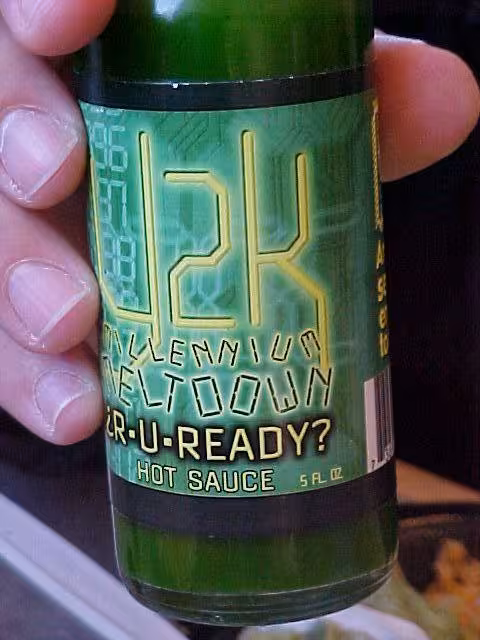 y2k
MILLENNIUM
MELTDOWN
¿R•U•READY?
HOT SAUCE 5 FL. OZ